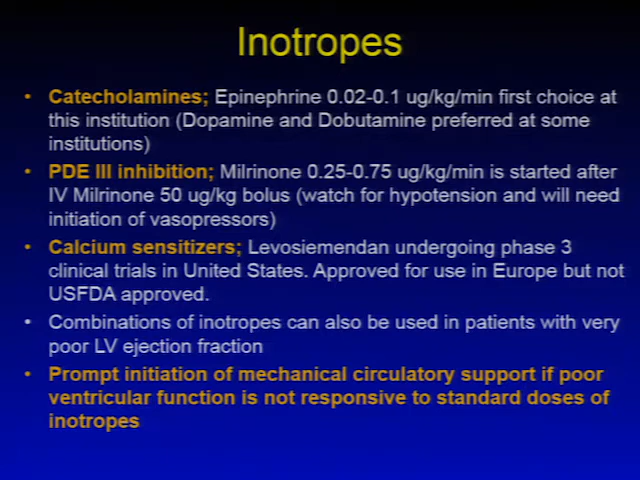 Inotropes
• Catecholamines; Epinephrine 0.02-0.1 ug/kg/min first choice at
this institution (Dopamine and Dobutamine preferred at some
institutions)
• PDE III inhibition; Milrinone 0.25-0.75 ug/kg/min is started after
IV Milrinone 50 ug/kg bolus (watch for hypotension and will need
initiation of vasopressors)
• Calcium sensitizers; Levosiemendan undergoing phase 3
clinical trials in United States. Approved for use in Europe but not
USFDA approved.
• Combinations of inotropes can also be used in patients with very
poor LV ejection fraction
• Prompt initiation of mechanical circulatory support if poor
ventricular function is not responsive to standard doses of
inotropes